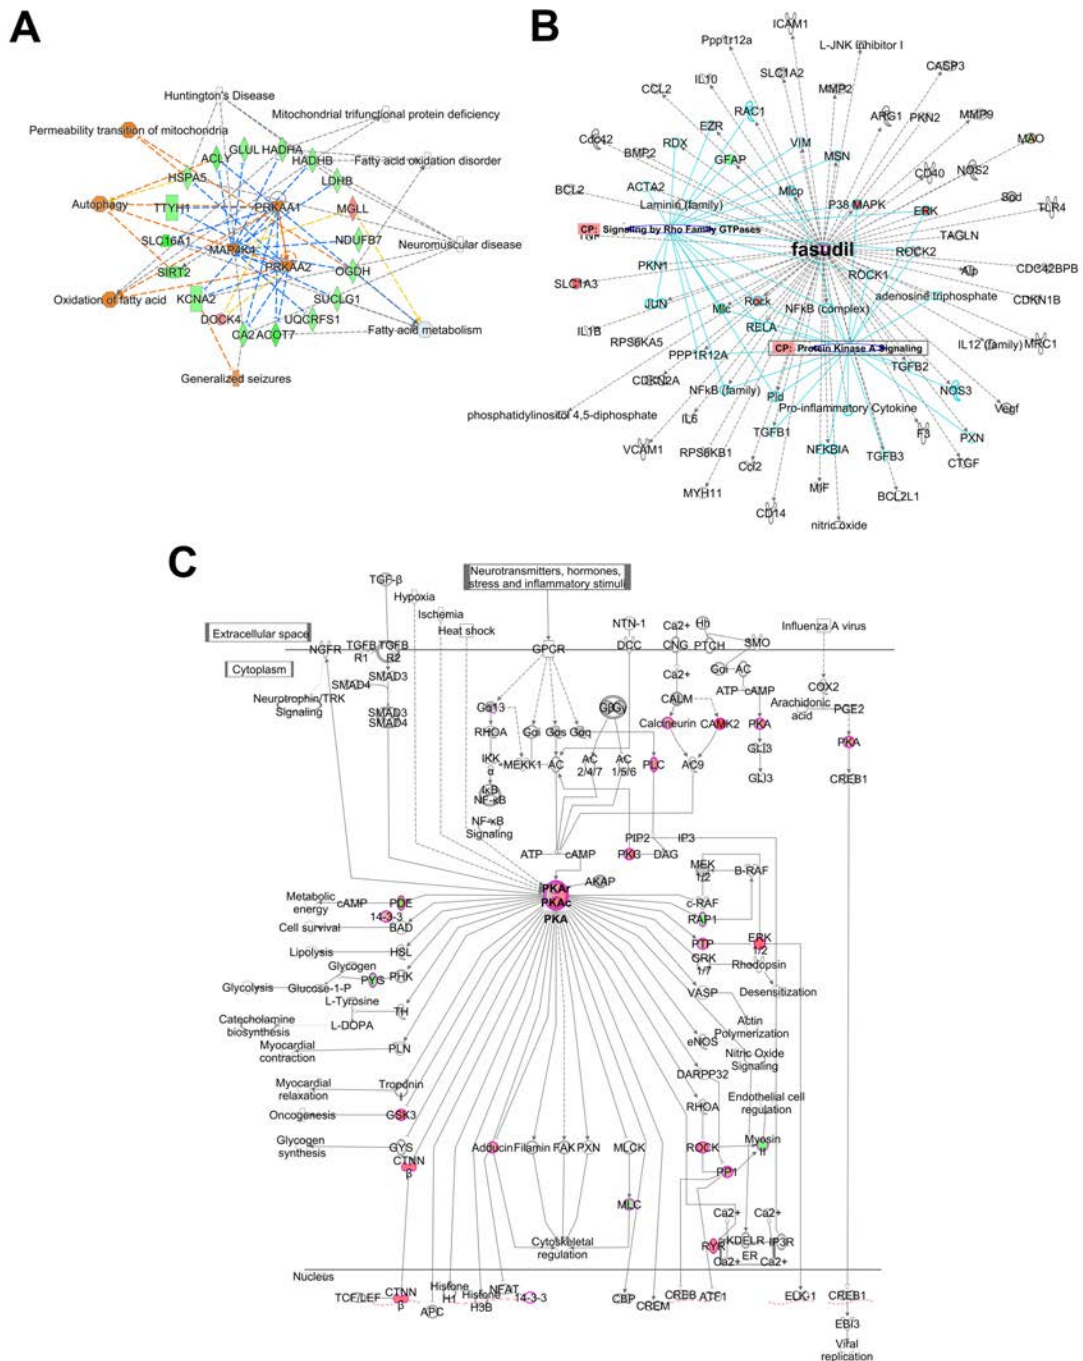 A
Huntington's Disease
Mitochondrial trifunctional protein deficiency
Permeability transition of mitochondria
GLUL
HADHA
ACLY
HADHB
Fatty acid oxidation disorder
HSPA5
LDHB
Autophagy
TTYH1
PRKAA1
MGLL
SLC16A1
MAP4K4
NDUFB7
Neuromuscular disease
SIRT2
PRKAA2
OGDH
Oxidation of fatty acid
KCNA2
SUCLG1
DOCK4
UQCRFS1
Fatty acid metabolism
CA2
ACOT7
Generalized seizures
B
ICAM1
Ppp1r12a
L-JNK inhibitor I
IL10
SLC1A2
CASP3
CCL2
MMP2
RAC1
ARG1
PKN2
MMP9
EZR
Cdc42
RDX
VIM
MAO
BMP2
GFAP
MSN
NOS2
CD40
BCL2
ACTA2
Mlcp
Sod
Laminin (family)
P38 MAPK
ERK
TLR4
CP: Signaling by Rho Family GTPases
TNF
TAGLN
fasudil
ROCK2
PKN1
ROCK1
Alp
CDC42BPB
SLC1A3
adenosine triphosphate
CDKN1B
JUN
Rock
Mlc
NFkB (complex)
IL1B
RELA
IL12 (family)
MRC1
RPS6KA5
CP: Protein Kinase A Signaling
PPP1R12A
TGFB2
CDKN2A
NFkB (family)
Pld
NOS3
phosphatidylinositol 4,5-diphosphate
IL6
Pro-inflammatory Cytokine
Vegf
TGFB1
F3
PXN
VCAM1
RPS6KB1
NFKBIA
TGFB3
CTGF
Ccl2
MYH11
MIF
BCL2L1
CD14
nitric oxide
C
Neurotransmitters, hormones,
stress and inflammatory stimuli
TGF-β
Hypoxia
Ischemia
Heat shock
NTN-1
Ca2+
Hh
Influenza A virus
Extracellular space
NGFR
TGFB
R1
TGFB
R2
GPCR
DCC
CNG
PTCH
SMO
Cytoplasm
SMAD3
SMAD4
Ca2+
Gαi
AC
COX2
Neurotrophin/TRK
Signaling
CALM
ATP
cAMP
Arachidonic
acid
PGE2
SMAD3
SMAD4
Gα13
GβGγ
Calcineurin
CAMK2
PKA
RHOA
Gαi
Gαs
Gαq
GLI3
PKA
IKK
α
MEKK1
AC
AC
2/4/7
AC
1/5/6
PLC
AC9
GLI3
CREB1
IκB
NF-κB
NF-κB
Signaling
PIP2
IP3
ATP
cAMP
PKC
DAG
MEK
1/2
B-RAF
AKAP
PKAr
PKAc
PKA
Metabolic
energy
cAMP
PDE
c-RAF
14-3-3
RAP1
Cell survival
BAD
PTP
ERK
1/2
Lipolysis
HSL
GRK
1/7
Rhodopsin
Glycogen
PYG
PHK
Glycolysis
Glucose-1-P
VASP
Desensitization
L-Tyrosine
TH
Catecholamine
biosynthesis
L-DOPA
Actin
Polymerization
eNOS
Myocardial
contraction
PLN
Nitric Oxide
Signaling
DARPP32
Myocardial
relaxation
Troponin
I
Endothelial cell
regulation
RHOA
Oncogenesis
GSK3
Glycogen
synthesis
GYS
Adducin
Filamin
FAK
PXN
MLCK
ROCK
Myosin
II
CTNN
β
PP1
MLC
Ca2+
Ca2+
Cytoskeletal
regulation
RYR
KDELR
IP3R
ER
Ca2+
Ca2+
Nucleus
TCF/LEF
CTNN
β
APC
Histone
H1
Histone
H3B
NFAT
14-3-3
CBP
CREM
CREB
ATF1
ELK1
CREB1
EBI3
Viral
replication